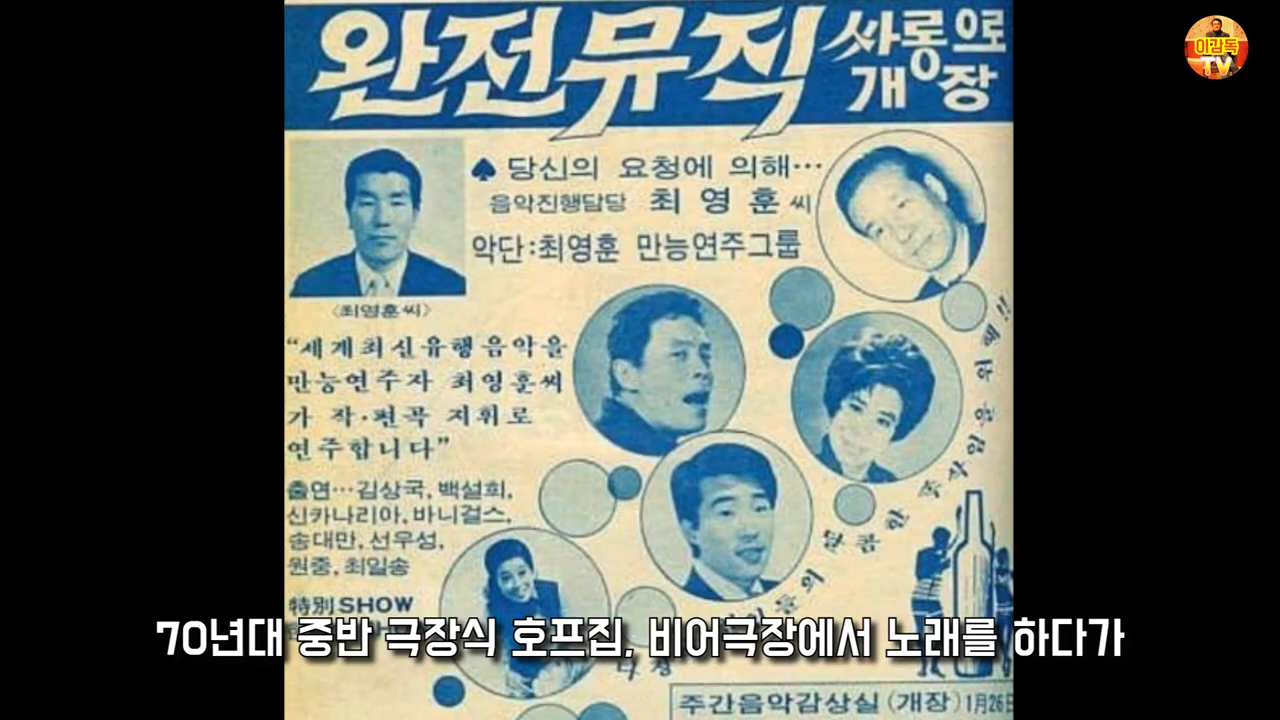 완전뮤직 싸롱으로 개장
이감독
TV
♠ 당신의 요청에 의해…
음악진행담당 최영훈 씨
악단:최영훈 만능연주그룹
〈최영훈씨〉
“세계최신유행음악을
만능연주자 최영훈씨
가 작·편곡 지휘로
연주합니다”
출연…김상국, 백설희,
신카나리아, 바니걸스,
송대만, 선우성,
원중, 최일송
特別SHOW
달콤한 위해!!
70년대 중반 극장식 호프집, 비어극장에서 노래를 하다가
주간음악감상실 (개장) 1月26日